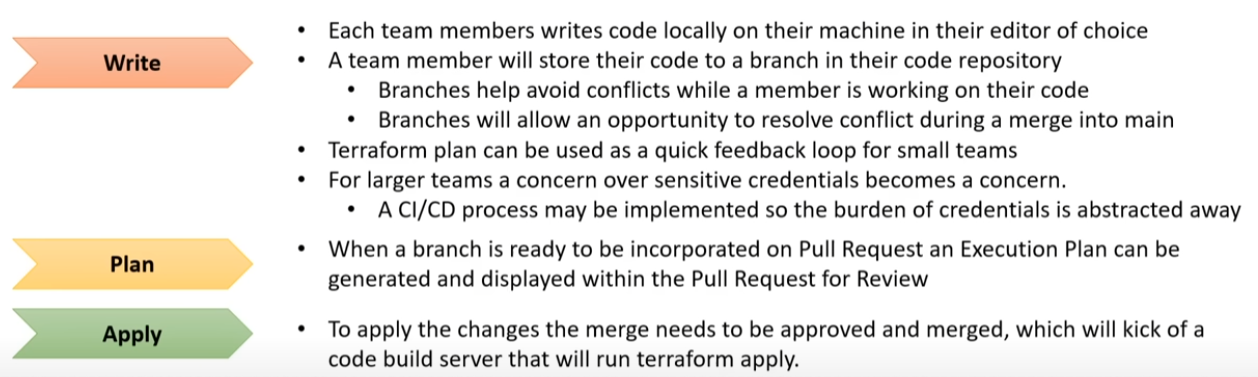 Write
• Each team members writes code locally on their machine in their editor of choice
• A team member will store their code to a branch in their code repository
• Branches help avoid conflicts while a member is working on their code
• Branches will allow an opportunity to resolve conflict during a merge into main
• Terraform plan can be used as a quick feedback loop for small teams
• For larger teams a concern over sensitive credentials becomes a concern.
• A CI/CD process may be implemented so the burden of credentials is abstracted away
Plan
• When a branch is ready to be incorporated on Pull Request an Execution Plan can be
generated and displayed within the Pull Request for Review
Apply
• To apply the changes the merge needs to be approved and merged, which will kick of a
code build server that will run terraform apply.